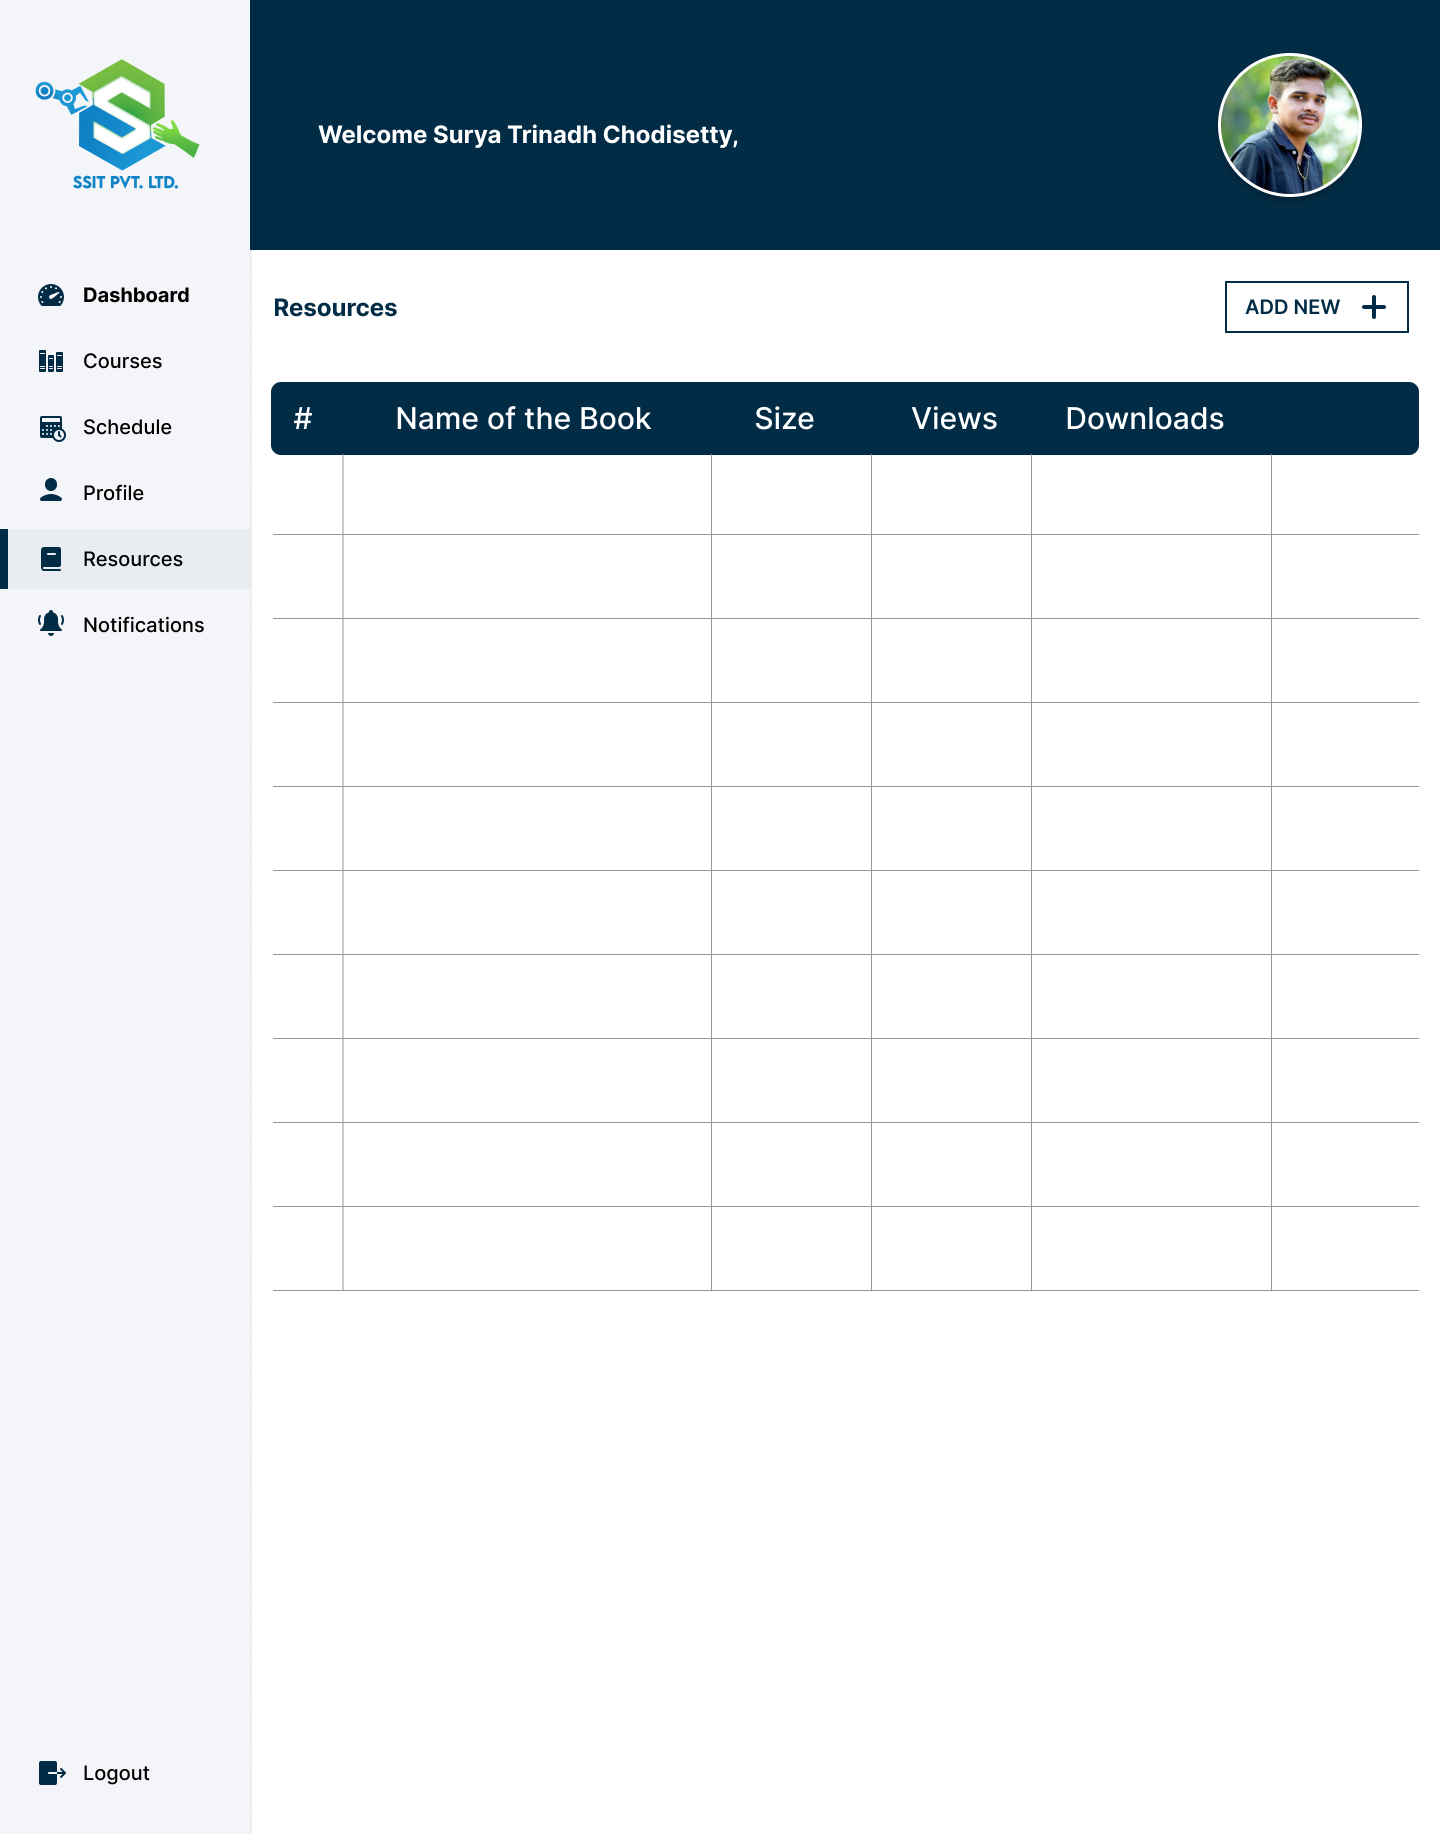 SSIT PVT. LTD.
Welcome Surya Trinadh Chodisetty,
Dashboard
Courses
Schedule
Profile
Resources
Notifications
Logout
Resources
ADD NEW
# Name of the Book Size Views Downloads